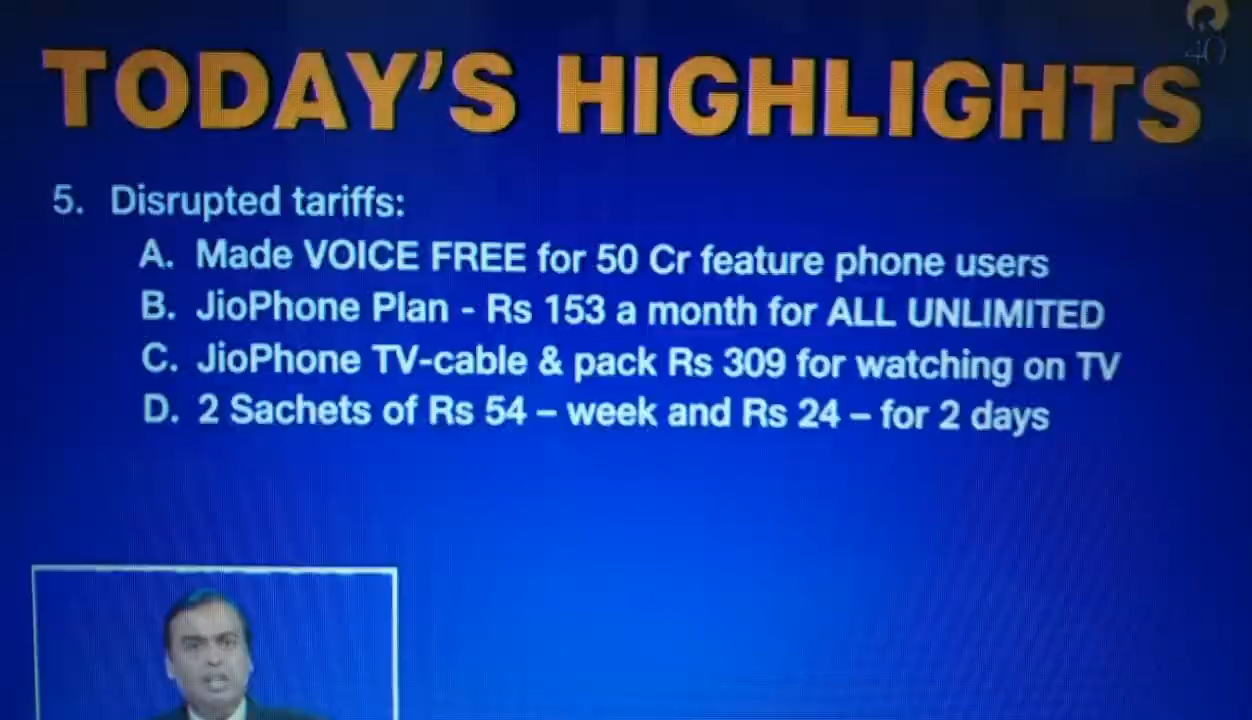 40
TODAY'S HIGHLIGHTS
5. Disrupted tariffs:
A. Made VOICE FREE for 50 Cr feature phone users
B. JioPhone Plan - Rs 153 a month for ALL UNLIMITED
C. JioPhone TV-cable & pack Rs 309 for watching on TV
D. 2 Sachets of Rs 54 – week and Rs 24 – for 2 days